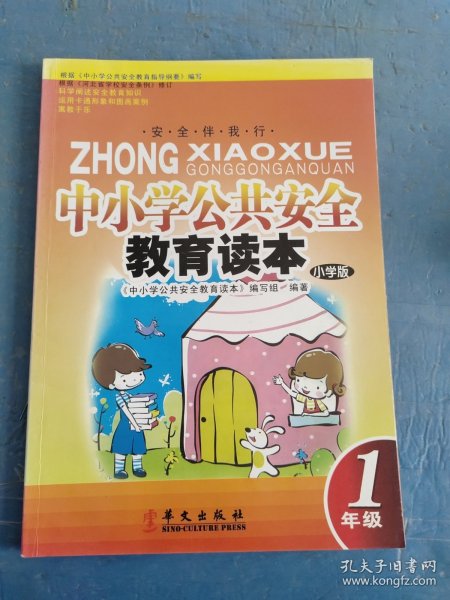 根据《中小学公共安全教育指导纲要》编写
根据《河北省学校安全条例》修订
科学阐述安全教育知识
运用卡通形象和图画案例
寓教于乐
·安·全·伴·我·行·
ZHONG XIAOXUE
GONGGONGANQUAN
中小学公共安全
教育读本
小学版
《中小学公共安全教育读本》编写组 编著
1
年级
华文出版社
SINO-CULTURE PRESS
孔夫子旧书网
www.kongfz.com